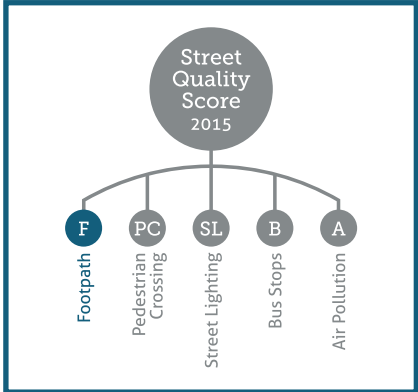 Street
Quality
Score
2015
F
PC
SL
B
A
Footpath
Pedestrian
Crossing
Street Lighting
Bus Stops
Air Pollution